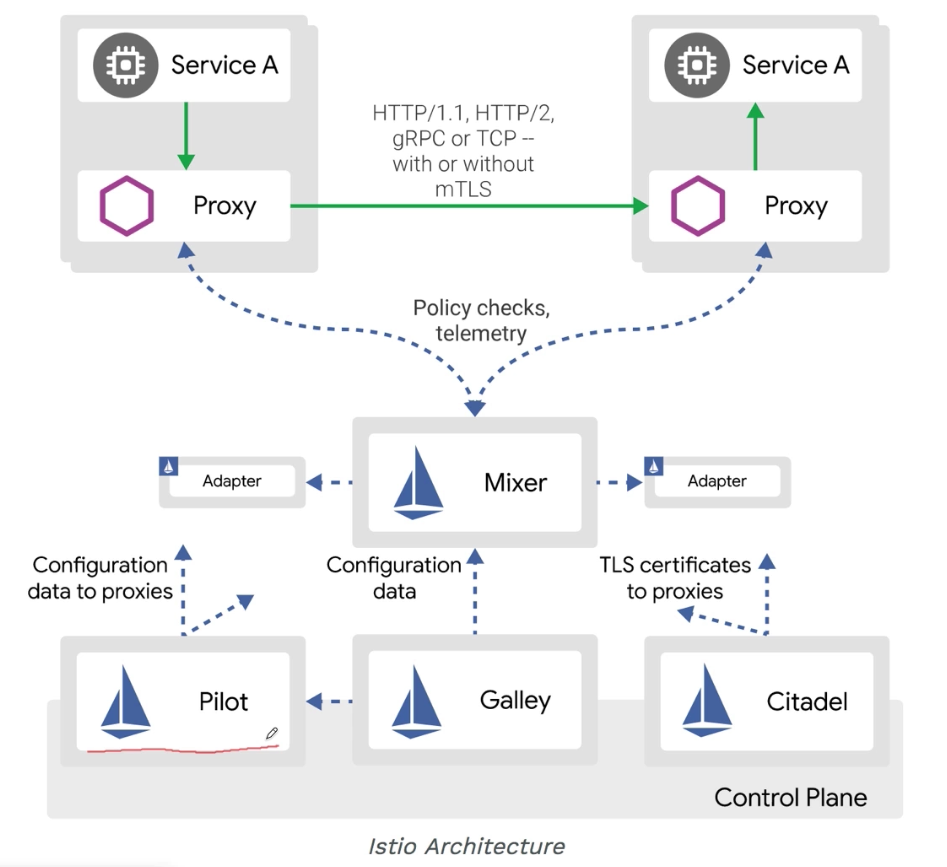 Service A
Service A
HTTP/1.1, HTTP/2,
gRPC or TCP --
with or without
mTLS
Proxy
Proxy
Policy checks,
telemetry
Mixer
Adapter
Adapter
Configuration
data to proxies
Configuration
data
TLS certificates
to proxies
Pilot
Galley
Citadel
Control Plane
Istio Architecture